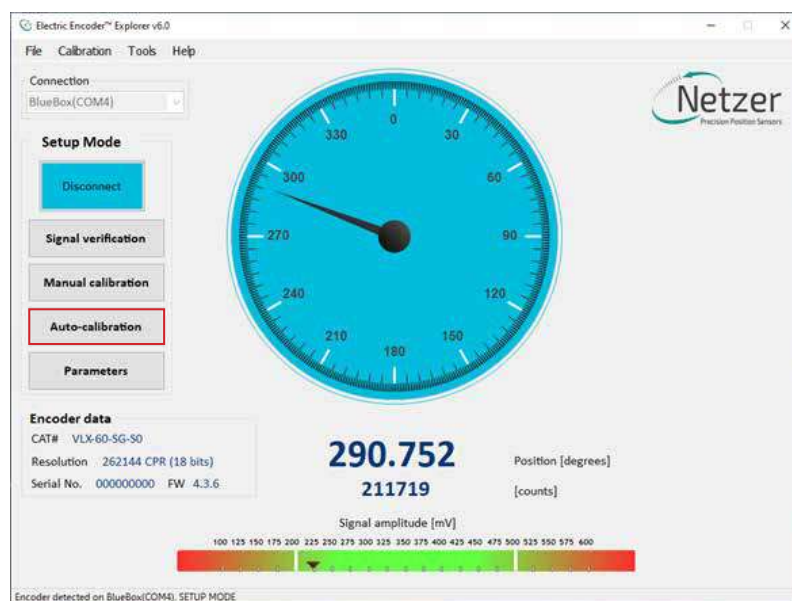 Electric Encoder™ Explorer v6.0
File Calibration Tools Help
Connection
BlueBox(COM4)
Setup Mode
Disconnect
Signal verification
Manual calibration
Auto-calibration
Parameters
Encoder data
CAT# VLX-60-SG-S0
Resolution 262144 CPR (18 bits)
Serial No. 000000000 FW 4.3.6
0
30
60
90
120
150
180
210
240
270
300
330
Netzer
Precision Position Sensors
290.752 Position [degrees]
211719 [counts]
Signal amplitude [mV]
100 125 150 175 200 225 250 275 300 325 350 375 400 425 450 475 500 525 550 575 600
Encoder detected on BlueBox(COM4). SETUP MODE